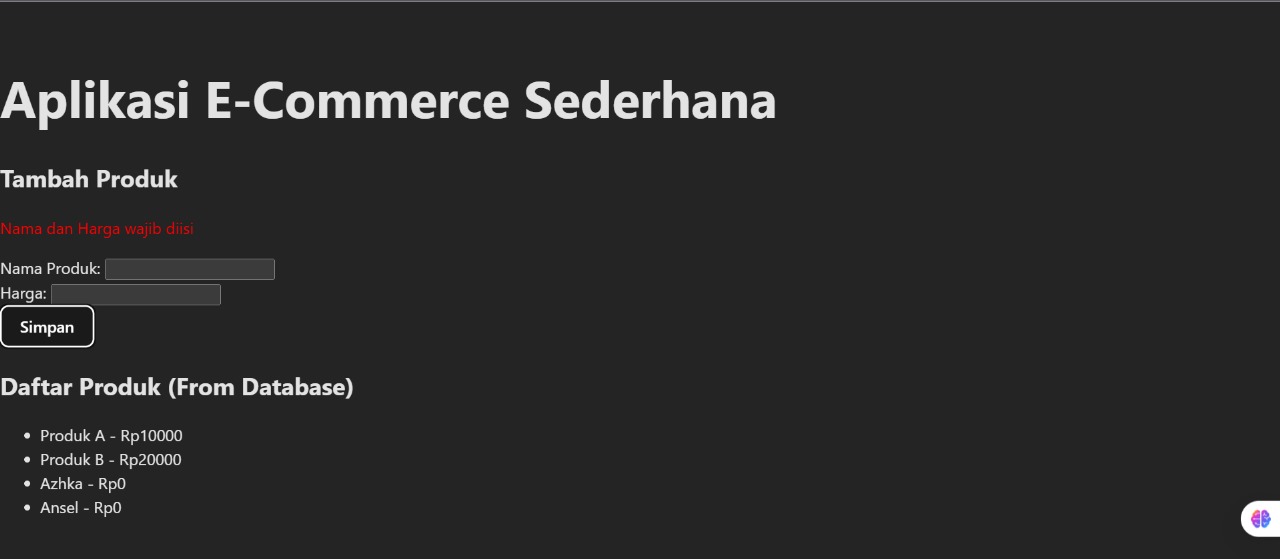 Aplikasi E-Commerce Sederhana
Tambah Produk
Nama dan Harga wajib diisi
Nama Produk:
Harga:
Simpan
Daftar Produk (From Database)
Produk A - Rp10000
Produk B - Rp20000
Azhka - Rp0
Ansel - Rp0